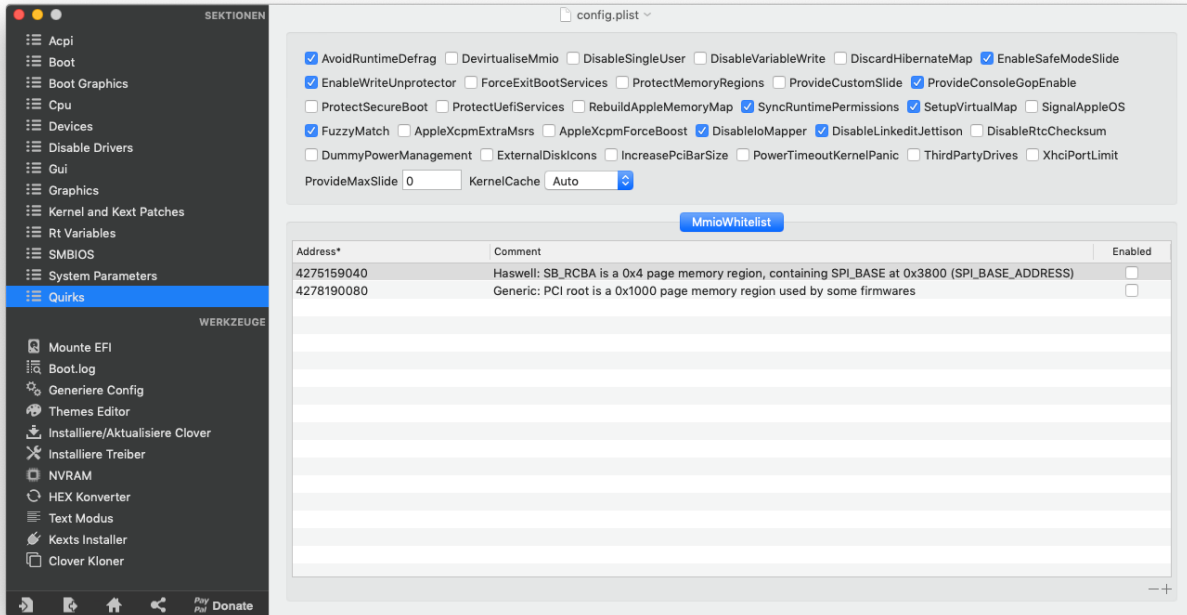 SEKTIONEN
config.plist
Acpi
Boot
Boot Graphics
Cpu
Devices
Disable Drivers
Gui
Graphics
Kernel and Kext Patches
Rt Variables
SMBIOS
System Parameters
Quirks
WERKZEUGE
Mounte EFI
Boot.log
Generiere Config
Themes Editor
Installiere/Aktualisiere Clover
Installiere Treiber
NVRAM
HEX Konverter
Text Modus
Kexts Installer
Clover Kloner
PayPal Donate
AvoidRuntimeDefrag DevirtualiseMmio DisableSingleUser DisableVariableWrite DiscardHibernateMap EnableSafeModeSlide
EnableWriteUnprotector ForceExitBootServices ProtectMemoryRegions ProvideCustomSlide ProvideConsoleGopEnable
ProtectSecureBoot ProtectUefiServices RebuildAppleMemoryMap SyncRuntimePermissions SetupVirtualMap SignalAppleOS
FuzzyMatch AppleXcpmExtraMsrs AppleXcpmForceBoost DisableIoMapper DisableLinkeditJettison DisableRtcChecksum
DummyPowerManagement ExternalDiskIcons IncreasePciBarSize PowerTimeoutKernelPanic ThirdPartyDrives XhciPortLimit
ProvideMaxSlide 0 KernelCache Auto
MmioWhitelist
Address* Comment Enabled
4275159040 Haswell: SB_RCBA is a 0x4 page memory region, containing SPI_BASE at 0x3800 (SPI_BASE_ADDRESS)
4278190080 Generic: PCI root is a 0x1000 page memory region used by some firmwares